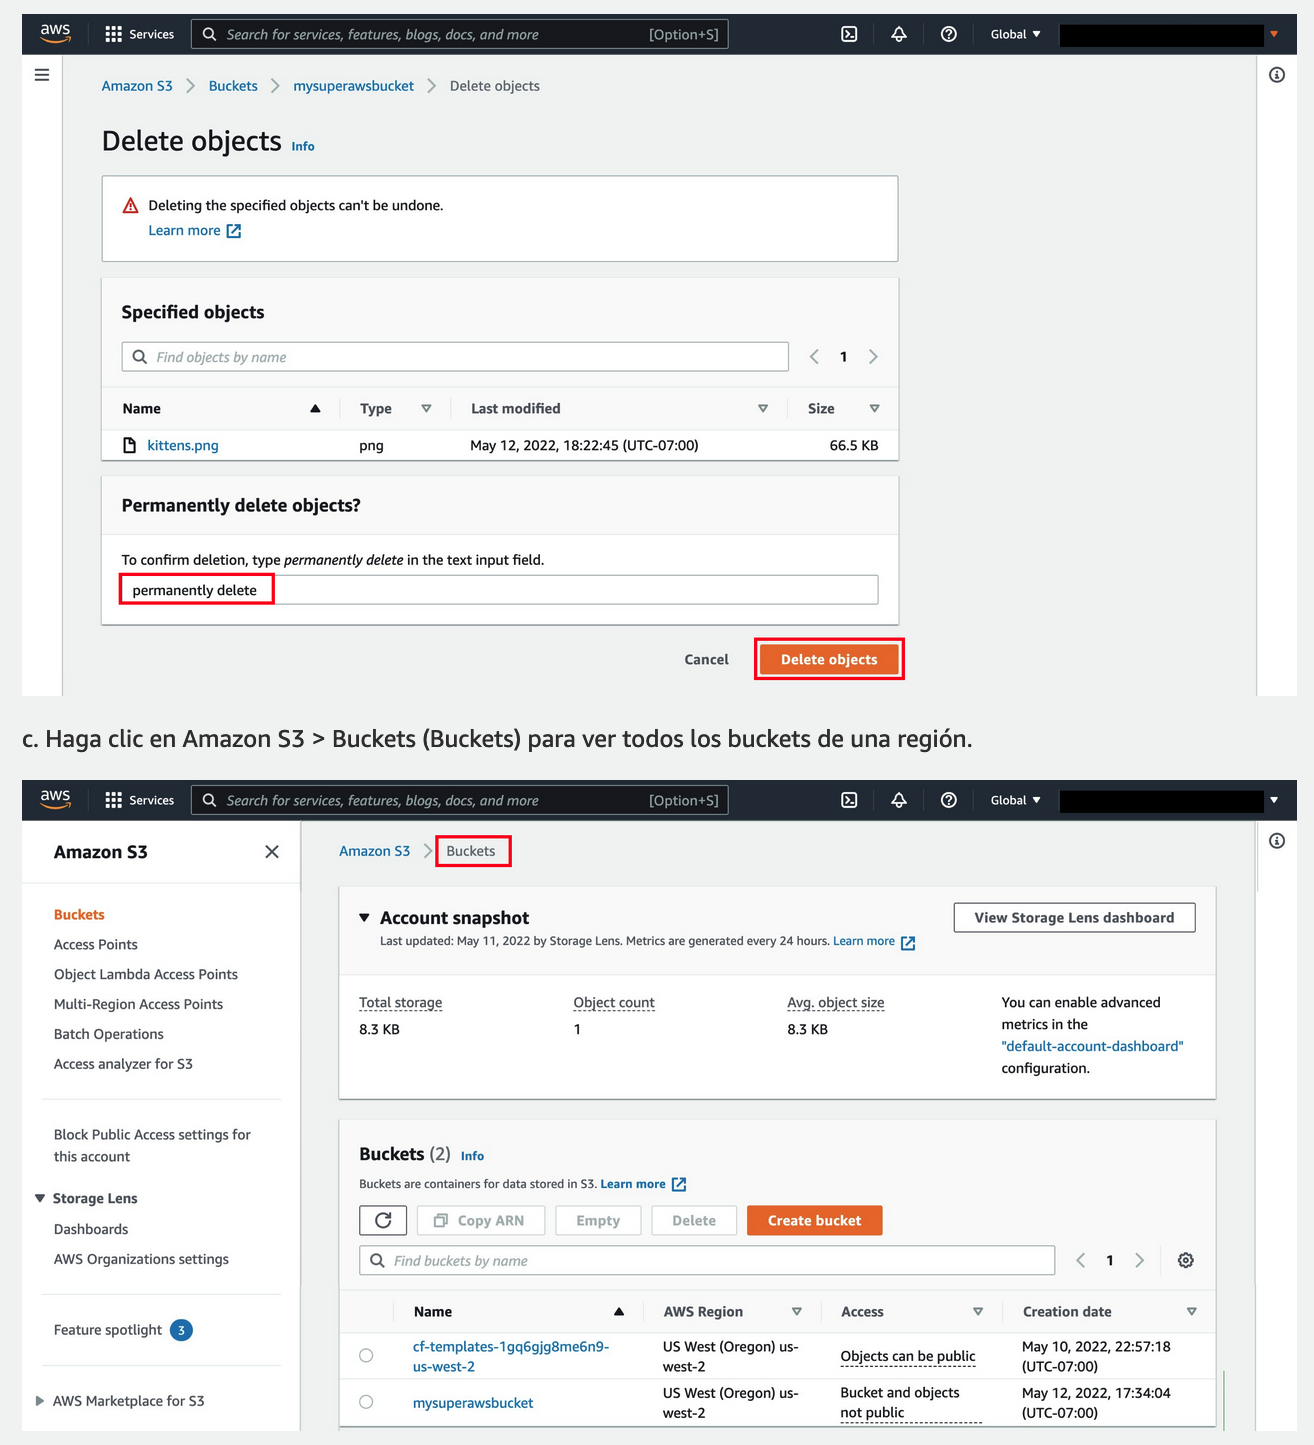 aws Services Search for services, features, blogs, docs, and more [Option+S] Global
Amazon S3 > Buckets > mysuperawsbucket > Delete objects
Delete objects Info
Deleting the specified objects can't be undone.
Learn more
Specified objects
Find objects by name
< 1 >
Name Type Last modified Size
kittens.png png May 12, 2022, 18:22:45 (UTC-07:00) 66.5 KB
Permanently delete objects?
To confirm deletion, type permanently delete in the text input field.
permanently delete
Cancel Delete objects
c. Haga clic en Amazon S3 > Buckets (Buckets) para ver todos los buckets de una región.
aws Services Search for services, features, blogs, docs, and more [Option+S] Global
Amazon S3
Buckets
Access Points
Object Lambda Access Points
Multi-Region Access Points
Batch Operations
Access analyzer for S3
Block Public Access settings for
this account
Storage Lens
Dashboards
AWS Organizations settings
Feature spotlight 3
AWS Marketplace for S3
Amazon S3 > Buckets
Account snapshot
Last updated: May 11, 2022 by Storage Lens. Metrics are generated every 24 hours. Learn more
View Storage Lens dashboard
Total storage
8.3 KB
Object count
1
Avg. object size
8.3 KB
You can enable advanced
metrics in the
"default-account-dashboard"
configuration.
Buckets (2) Info
Buckets are containers for data stored in S3. Learn more
Copy ARN Empty Delete Create bucket
Find buckets by name
< 1 >
Name AWS Region Access Creation date
cf-templates-1gq6gjg8me6n9-
us-west-2
US West (Oregon) us-
west-2
Objects can be public
May 10, 2022, 22:57:18
(UTC-07:00)
mysuperawsbucket
US West (Oregon) us-
west-2
Bucket and objects
not public
May 12, 2022, 17:34:04
(UTC-07:00)